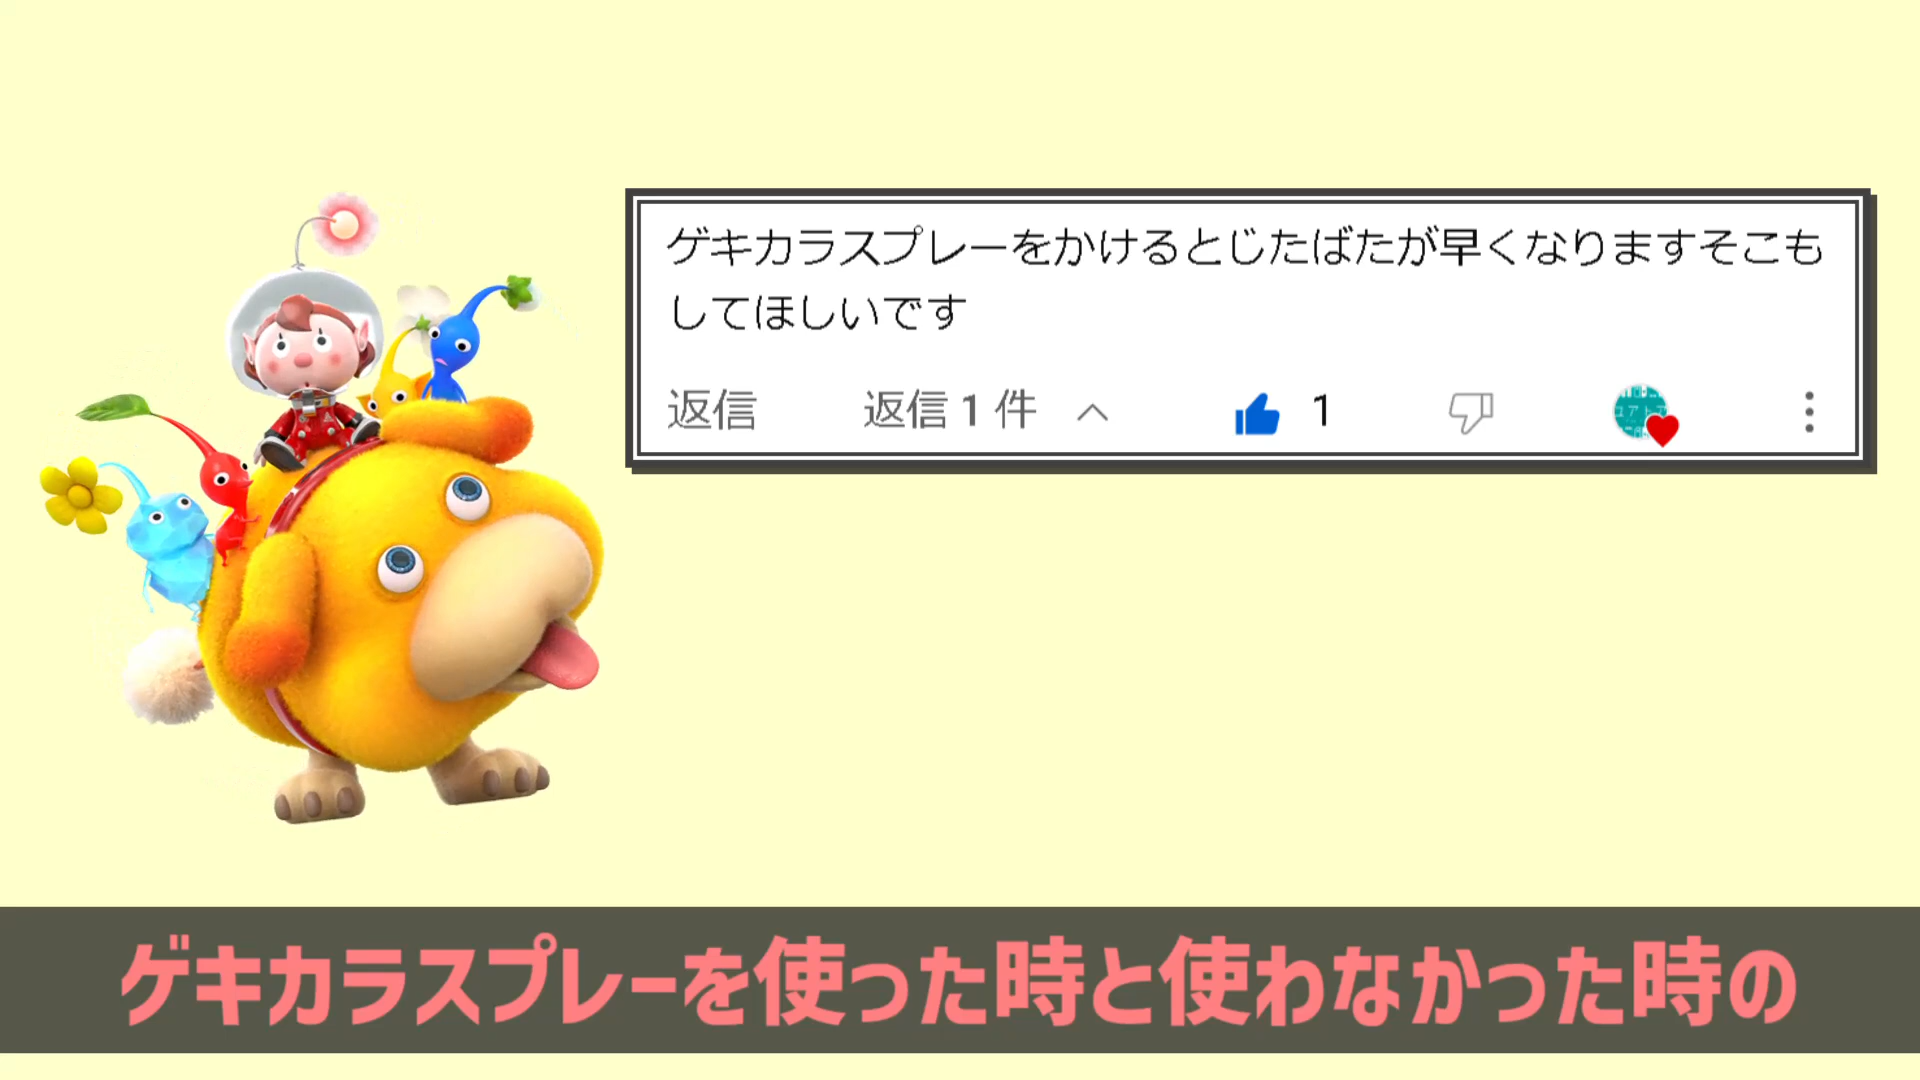 ゲキカラスプレーをかけるとじたばたが早くなりますそこも
してほしいです
返信 返信 1 件 1
ゲキカラスプレーを使った時と使わなかった時の